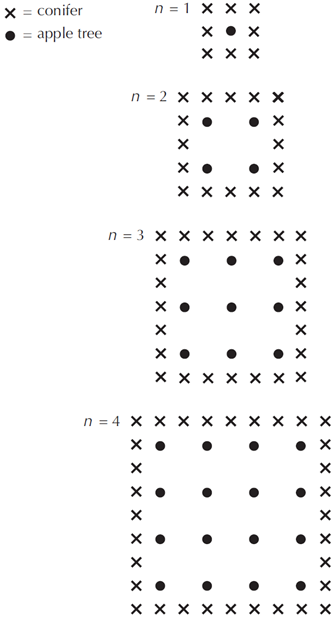 × = conifer
● = apple tree
n = 1
n = 2
n = 3
n = 4